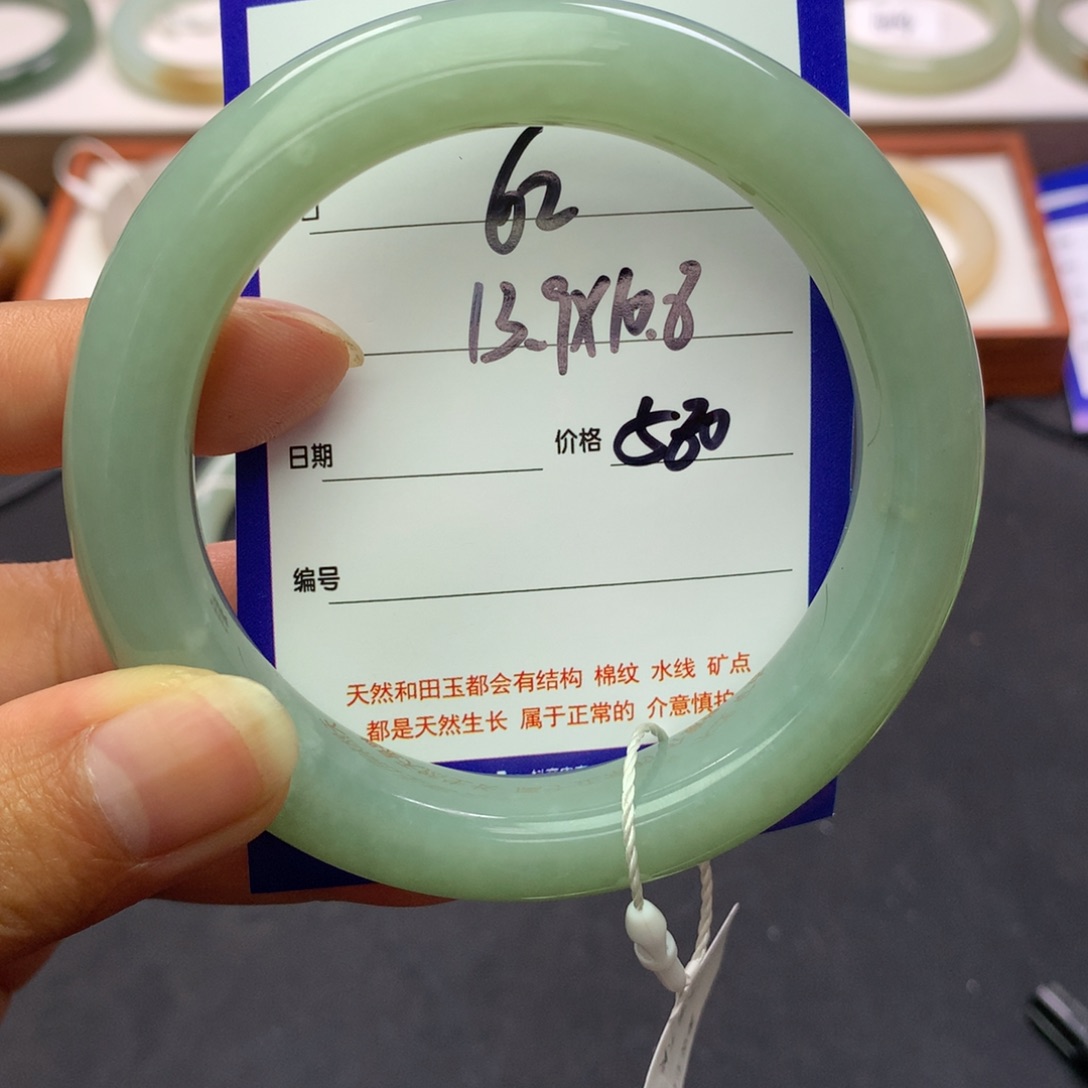 62
13.9X10.8
日期 价格 580
编号
天然和田玉都会有结构 棉纹 水线 矿点
都是天然生长 属于正常的 介意慎拍